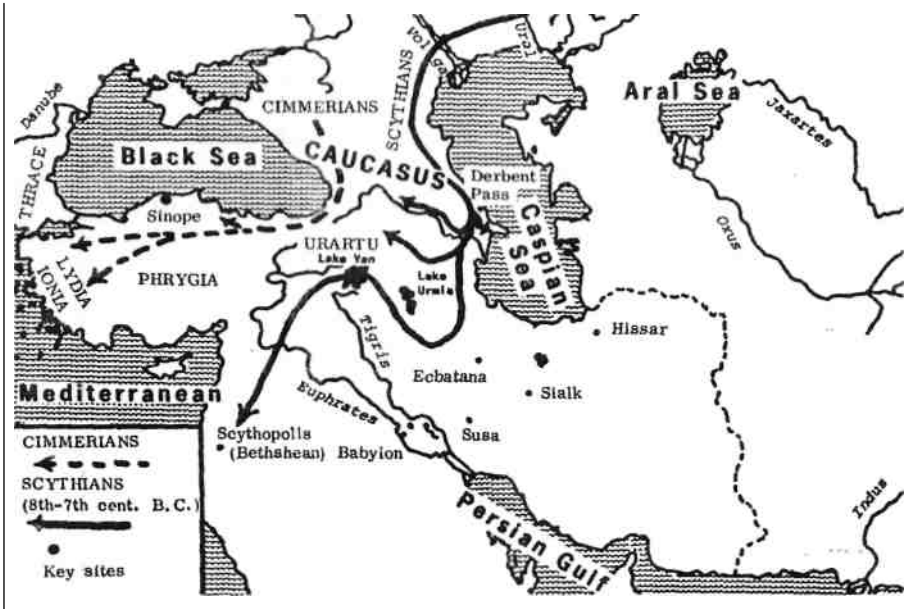 Danube
THRACE
Black Sea
CIMMERIANS
CAUCASUS
SCYTHIANS
Volga
Ural
Aral Sea
Jaxartes
Oxus
Derbent
Pass
Caspian
Sea
Sinope
URARTU
Lake Van
Lake
Urmia
LYDIA
IONIA
PHRYGIA
Tigris
Euphrates
Hissar
Ecbatana
Sialk
Susa
Mediterranean
Scythopolis
(Bethshean)
Babylon
Persian Gulf
Indus
CIMMERIANS
SCYTHIANS
(8th-7th cent. B.C.)
Key sites